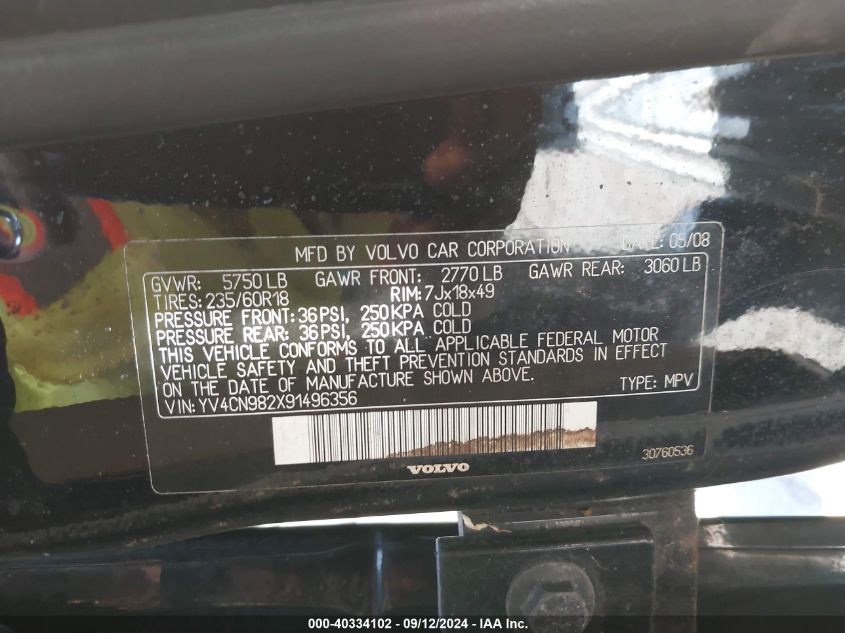 MFD BY VOLVO CAR CORPORATION DATE: 05/08
GVWR: 5750 LB GAWR FRONT: 2770 LB GAWR REAR: 3060 LB
TIRES: 235/60R18 RIM: 7Jx18x49
PRESSURE FRONT: 36 PSI, 250 KPA COLD
PRESSURE REAR: 36 PSI, 250 KPA COLD
THIS VEHICLE CONFORMS TO ALL APPLICABLE FEDERAL MOTOR
VEHICLE SAFETY AND THEFT PREVENTION STANDARDS IN EFFECT
ON THE DATE OF MANUFACTURE SHOWN ABOVE.
VIN: YV4CN982X91496356 TYPE: MPV
30760536
VOLVO
000-40334102 - 09/12/2024 - IAA Inc.